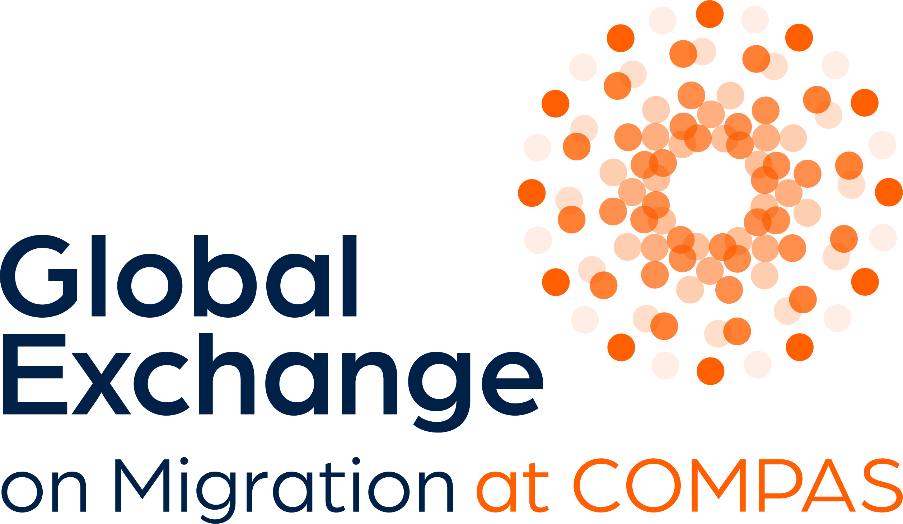 Global
Exchange
on Migration at COMPAS